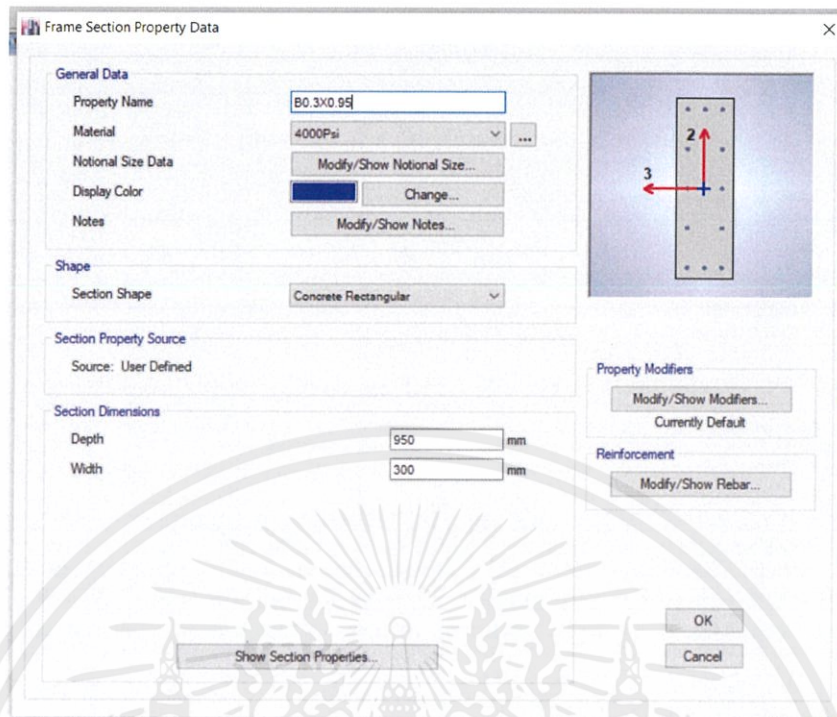 Frame Section Property Data
General Data
Property Name B0.3X0.95
Material 4000Psi ...
Notional Size Data Modify/Show Notional Size...
Display Color Change...
Notes Modify/Show Notes...
2
3
Shape
Section Shape Concrete Rectangular
Section Property Source
Source: User Defined
Property Modifiers
Modify/Show Modifiers...
Currently Default
Section Dimensions
Depth 950 mm
Width 300 mm
Reinforcement
Modify/Show Rebar...
OK
Show Section Properties...
Cancel